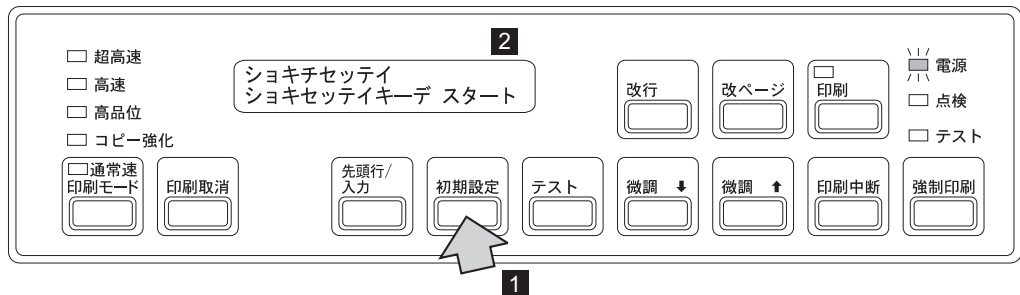 2
超高速
高速
高品位
コピー強化
ショキチセッテイ
ショキセッテイキーデ スタート
改行
改ページ
印刷
電源
点検
テスト
通常速
印刷モード
印刷取消
先頭行/
入力
初期設定
テスト
微調 ⬇
微調 ⬆
印刷中断
強制印刷
1